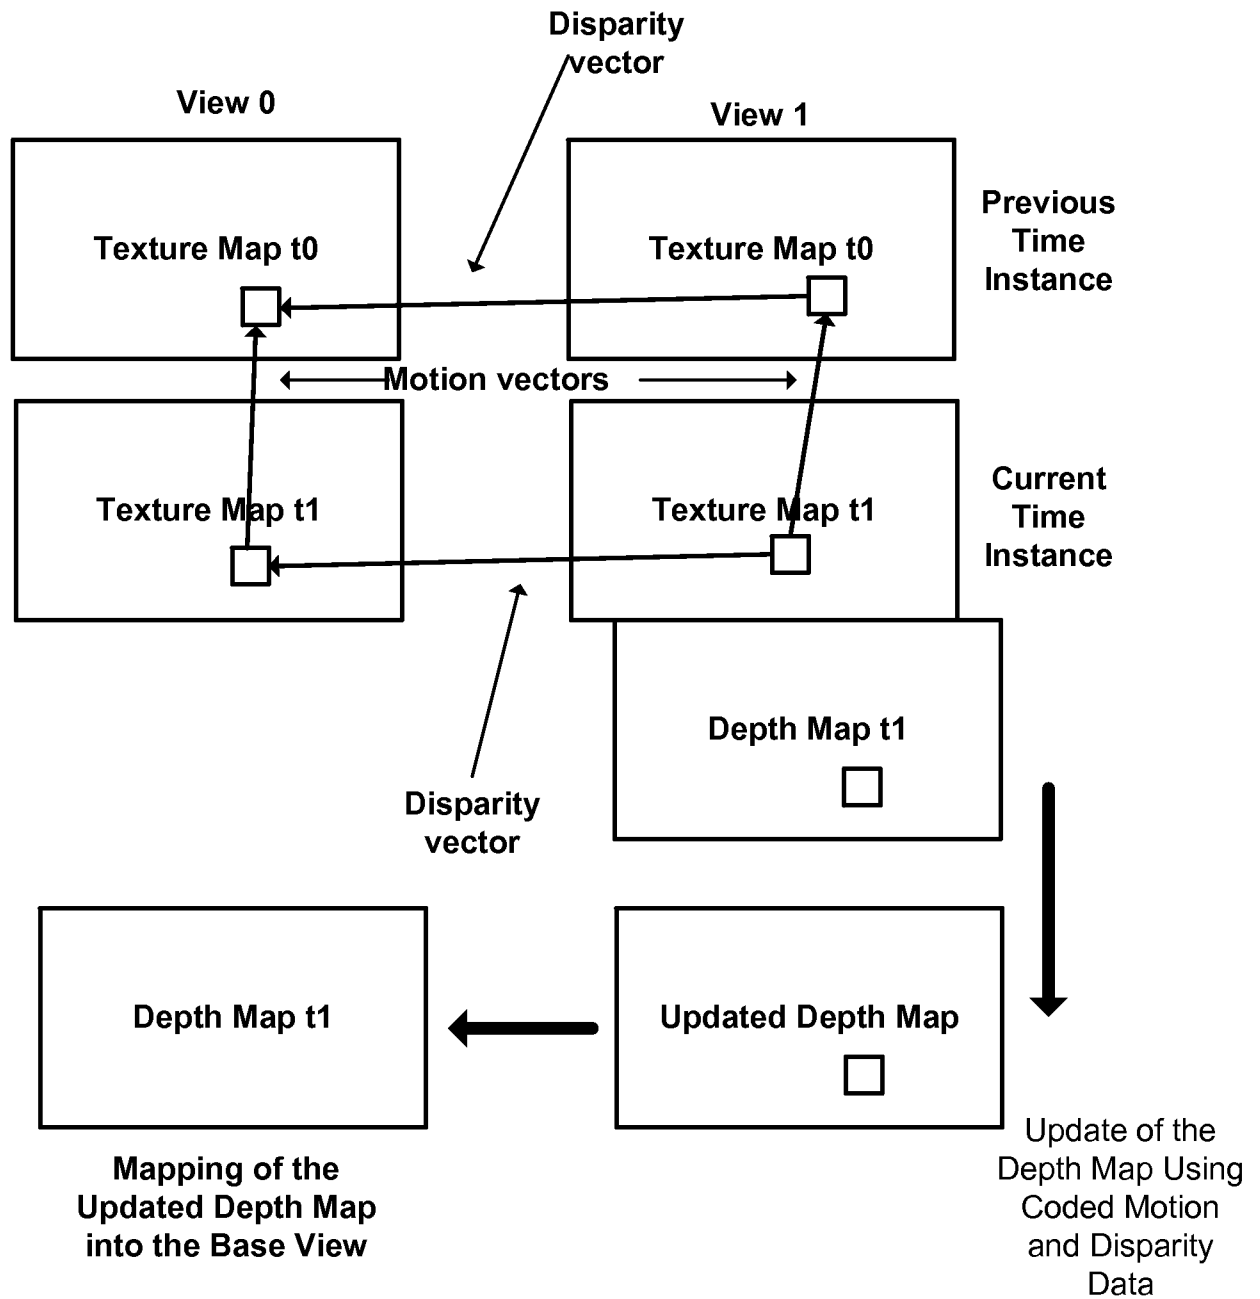 Disparity
vector
View 0
View 1
Texture Map t0
Texture Map t0
Previous
Time
Instance
Motion vectors
Texture Map t1
Texture Map t1
Current
Time
Instance
Depth Map t1
Disparity
vector
Depth Map t1
Updated Depth Map
Mapping of the
Updated Depth Map
into the Base View
Update of the
Depth Map Using
Coded Motion
and Disparity
Data